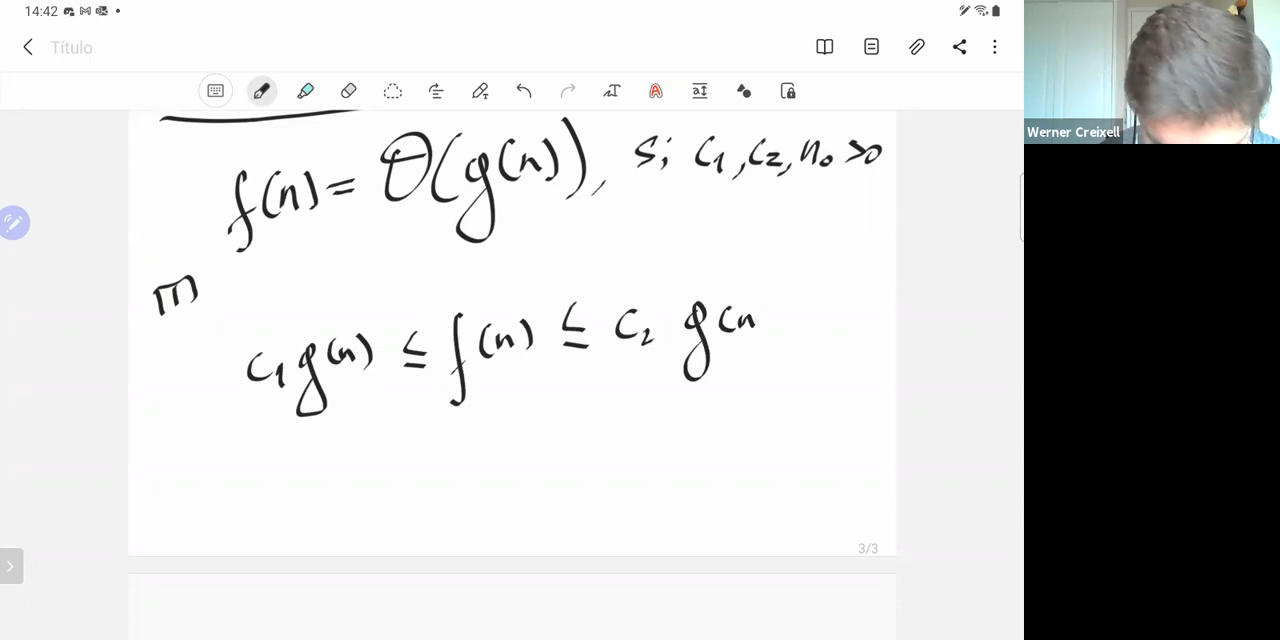 14:42
Título
Werner Creixell
f(n) = Θ(g(n)), si c₁, c₂, n₀ >0
m
c₁ g(n) ≤ f(n) ≤ c₂ g(n
3/3